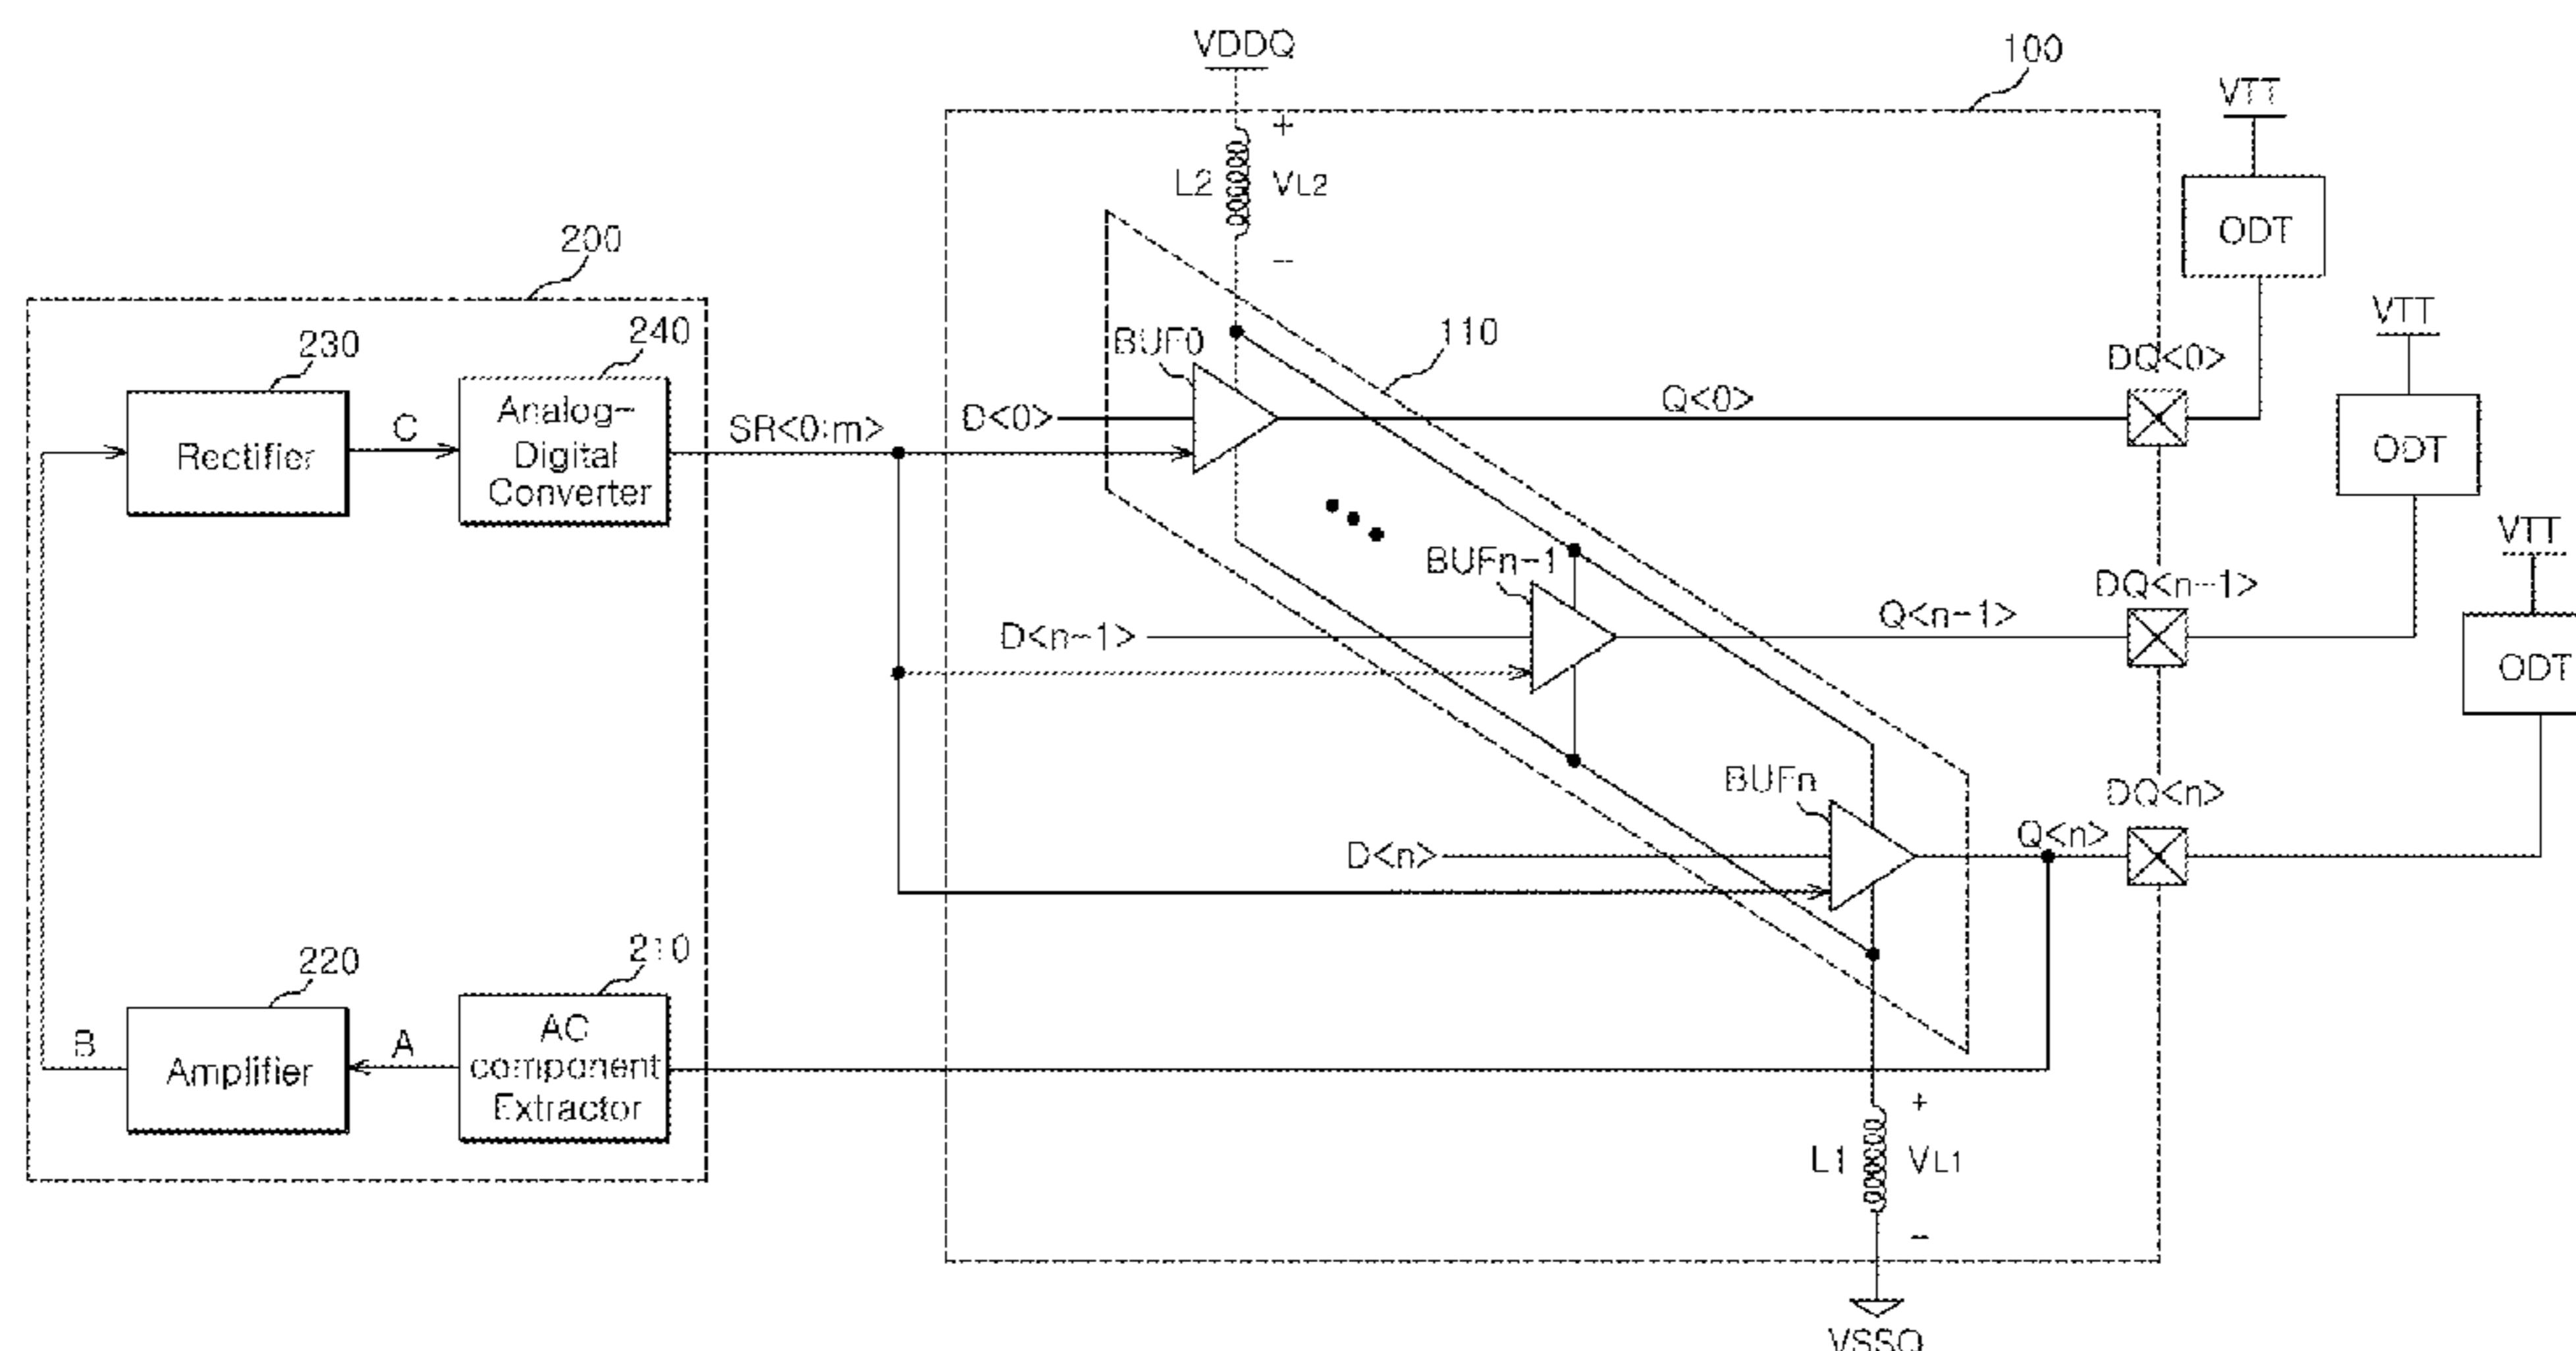 VDDQ
100
VTT
+
L2
VL2
ODT
–
200
VTT
230
240
BUF0
110
DQ<0>
Analog-
Digital
Converter
Rectifier
C
SR<0:m>
D<0>
Q<0>
ODT
VTT
BUFn-1
DQ<n-1>
D<n-1>
Q<n-1>
ODT
BUFn
DQ<n>
D<n>
Q<n>
220
210
B
Amplifier
A
AC
component
Extractor
+
L1
VL1
–
VSSQ